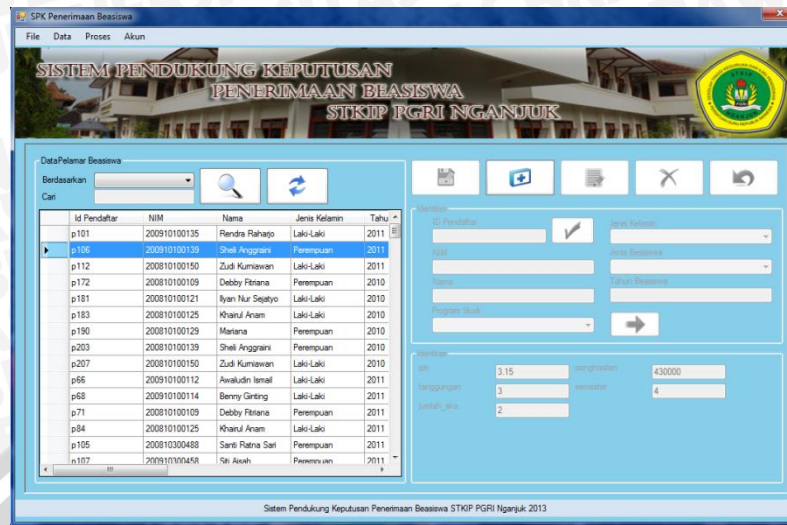 SPK Penerimaan Beasiswa
File Data Proses Akun
SISTEM PENDUKUNG KEPUTUSAN
PENERIMAAN BEASISWA
STKIP PGRI NGANJUK
DataPelamar Beasiswa
Berdasarkan
Cari
Id Pendaftar NIM Nama Jenis Kelamin Tahu
p101 200910100135 Rendra Raharjo Laki-Laki 2011
p106 200910100139 Sheli Anggraini Perempuan 2011
p112 200810100150 Zudi Kurniawan Laki-Laki 2011
p172 200810100109 Debby Fitriana Perempuan 2010
p181 200810100121 Ilyan Nur Sejatyo Laki-Laki 2010
p183 200810100125 Khairul Anam Laki-Laki 2010
p190 200810100129 Mariana Perempuan 2010
p203 200810100139 Sheli Anggraini Perempuan 2010
p207 200810100150 Zudi Kurniawan Laki-Laki 2010
p66 200910100112 Awaludin Ismail Laki-Laki 2011
p68 200910100114 Benny Ginting Laki-Laki 2011
p71 200810100109 Debby Fitriana Perempuan 2011
p84 200810100125 Khairul Anam Laki-Laki 2011
p105 200810300488 Santi Ratna Sari Perempuan 2011
p107 200910300458 Siti Aisah Perempuan 2011
Identitas
ID Pendaftar
Jenis Kelamin
NIM
Jenis Beasiswa
Nama
Tahun Beasiswa
Program Studi
ipk 3.15 penghasilan 430000
tanggungan 3 semester 4
2
Sistem Pendukung Keputusan Penerimaan Beasiswa STKIP PGRI Nganjuk 2013